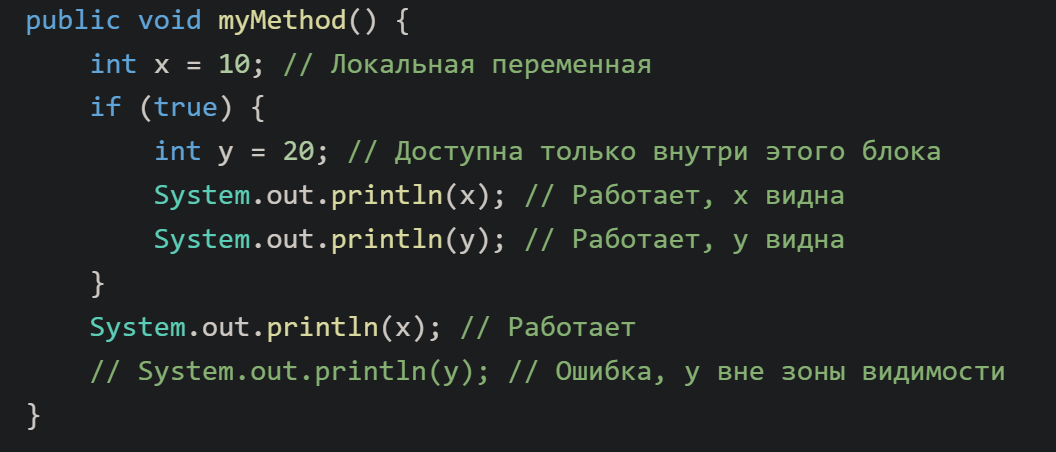 public void myMethod() {
    int x = 10; // Локальная переменная
    if (true) {
        int y = 20; // Доступна только внутри этого блока
        System.out.println(x); // Работает, x видна
        System.out.println(y); // Работает, y видна
    }
    System.out.println(x); // Работает
    // System.out.println(y); // Ошибка, y вне зоны видимости
}